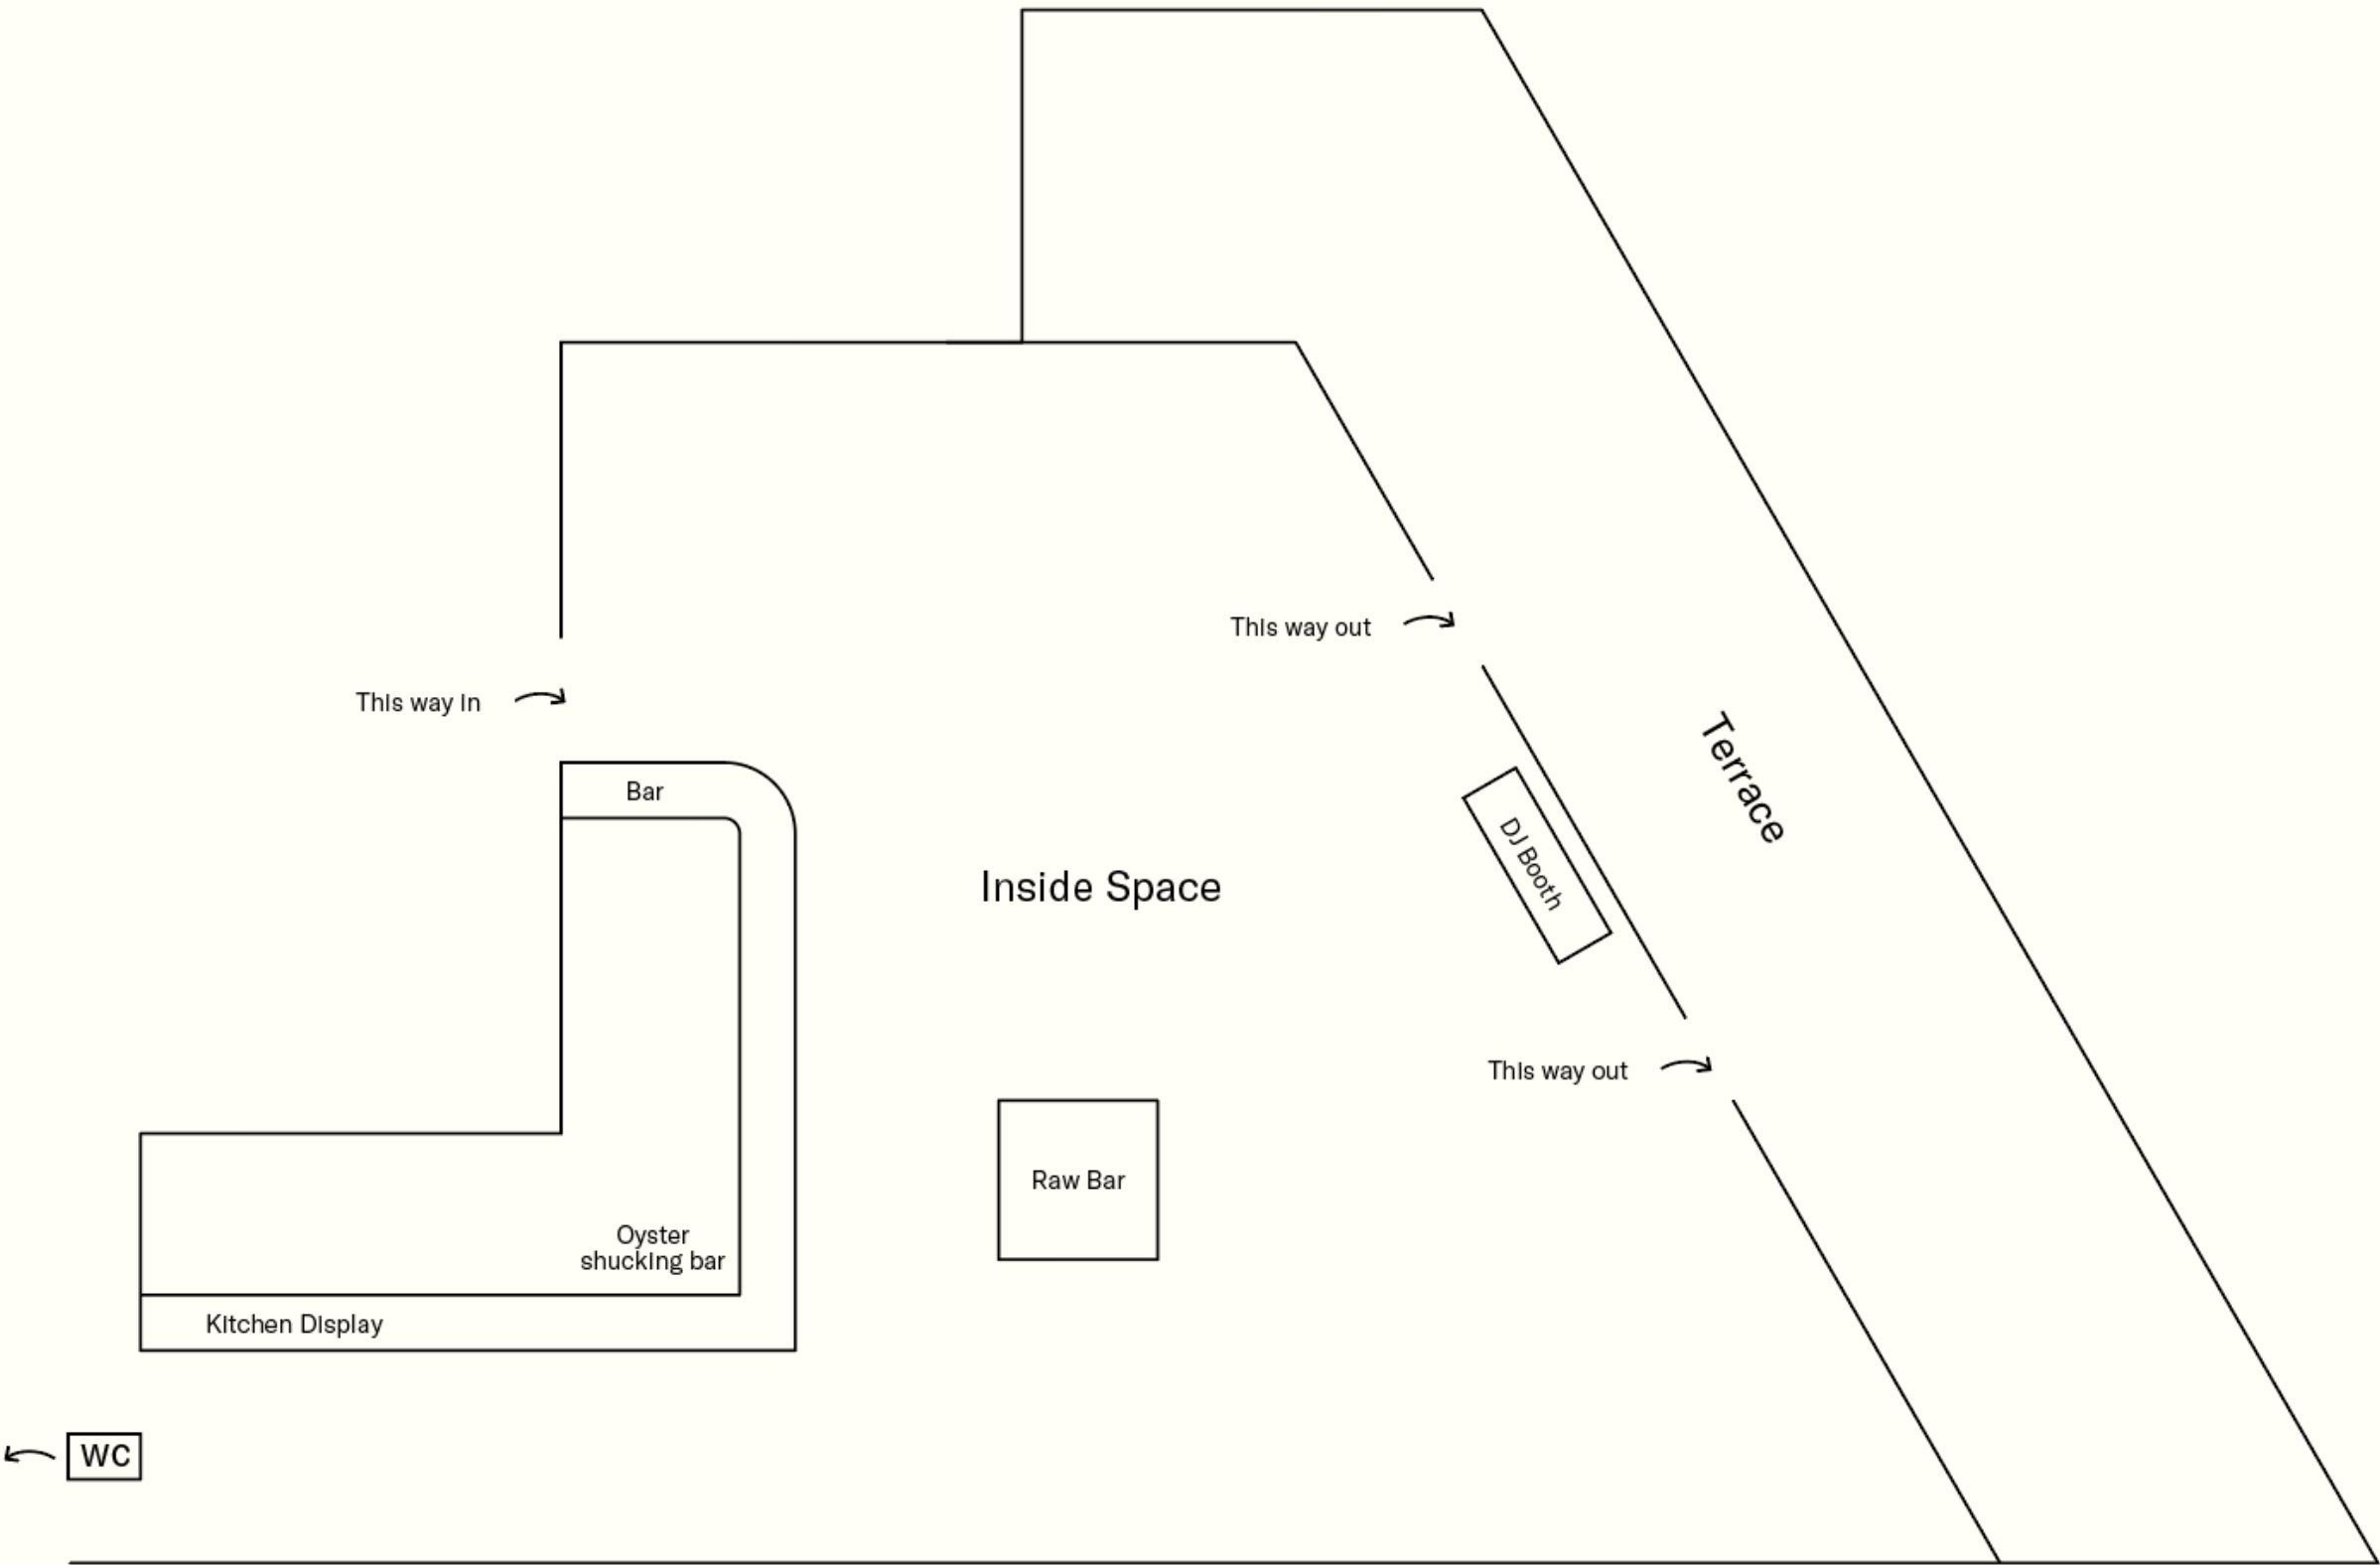 This way out
This way in
Terrace
Bar
DJ Booth
Inside Space
This way out
Raw Bar
Oyster
shucking bar
Kitchen Display
WC